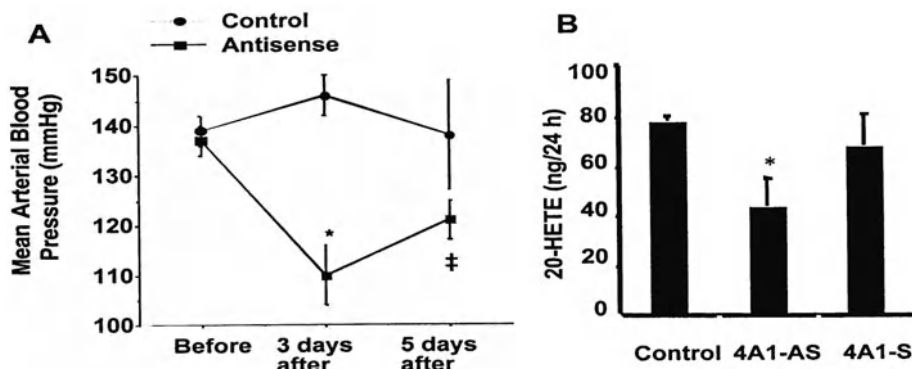 A
Control
Antisense
Mean Arterial Blood
Pressure (mmHg)
150
140
130
120
110
100
*
‡
Before
3 days
after
5 days
after
B
20-HETE (ng/24 h)
100
80
60
40
20
0
*
Control
4A1-AS
4A1-S